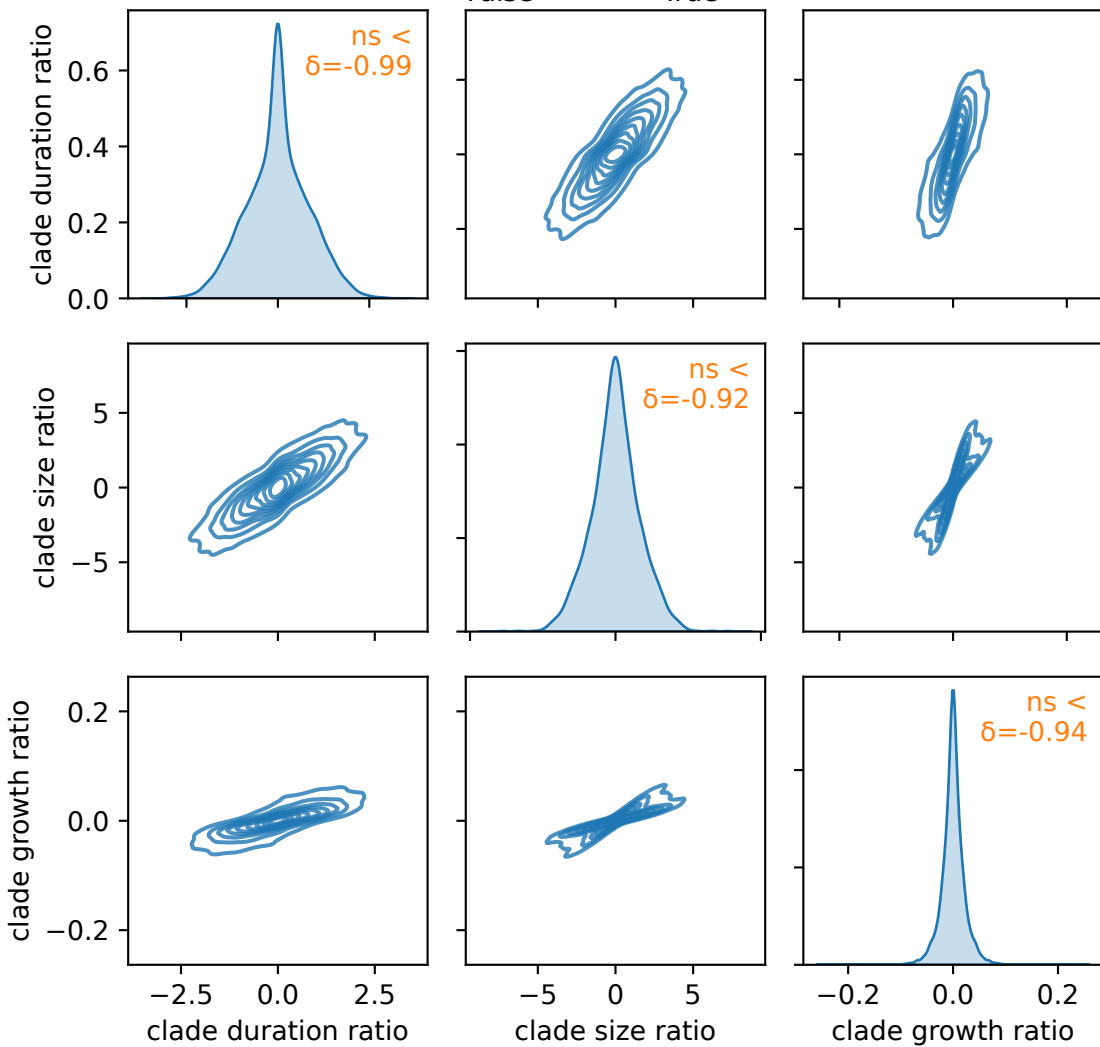 clade duration ratio
0.6
0.4
0.2
0.0
ns <
δ=-0.99
clade size ratio
5
0
−5
ns <
δ=-0.92
clade growth ratio
0.2
0.0
−0.2
ns <
δ=-0.94
−2.5 0.0 2.5
−5 0 5
−0.2 0.0 0.2
clade duration ratio
clade size ratio
clade growth ratio